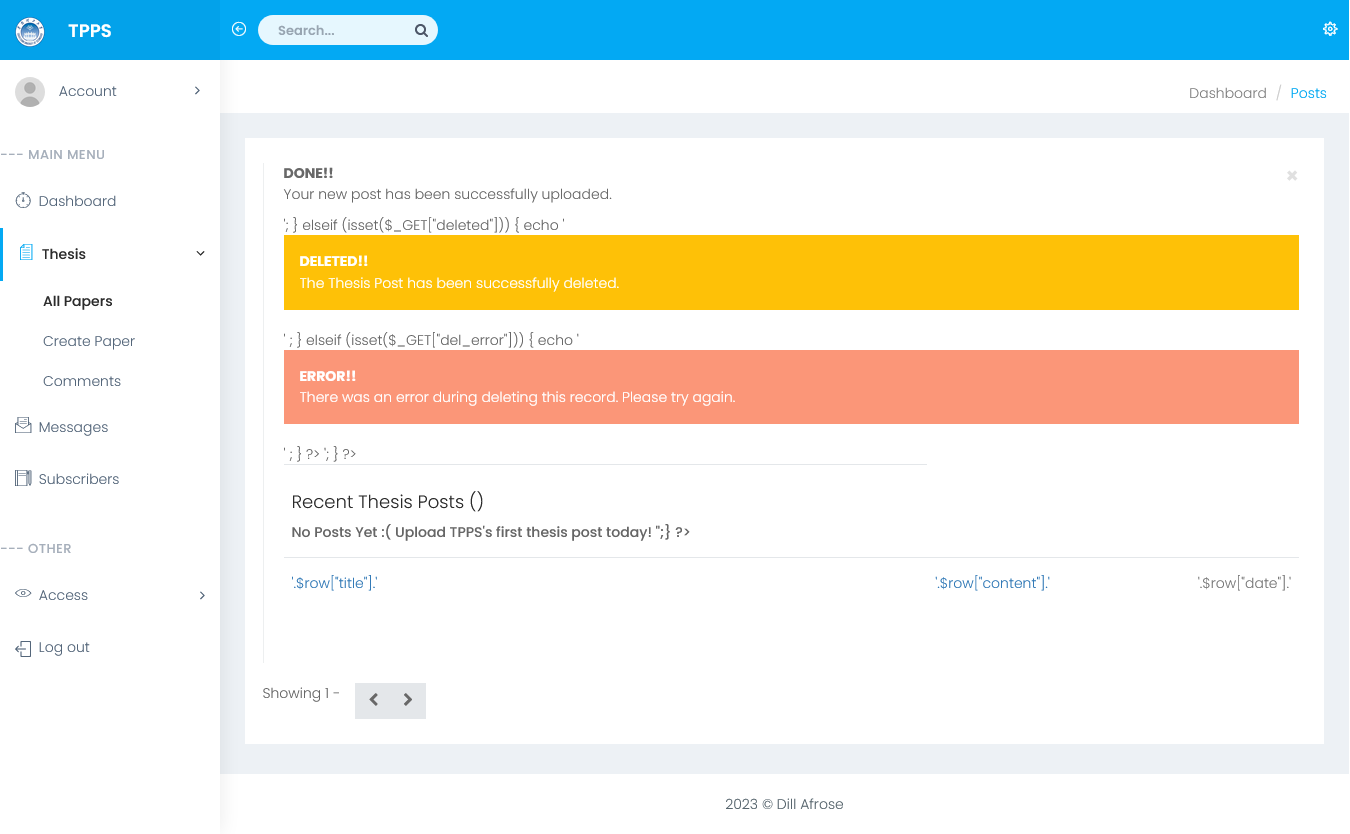 TPPS
Search...
Account
Dashboard / Posts
--- MAIN MENU
Dashboard
Thesis
All Papers
Create Paper
Comments
Messages
Subscribers
--- OTHER
Access
Log out
DONE!!
×
Your new post has been successfully uploaded.
'; } elseif (isset($_GET["deleted"])) { echo '
DELETED!!
The Thesis Post has been successfully deleted.
' ; } elseif (isset($_GET["del_error"])) { echo '
ERROR!!
There was an error during deleting this record. Please try again.
' ; } ?> '; } ?>
Recent Thesis Posts ()
No Posts Yet :( Upload TPPS's first thesis post today! ";} ?>
'.$row["title"].' '.$row["content"].' '.$row["date"].'
Showing 1 -
2023 © Dill Afrose